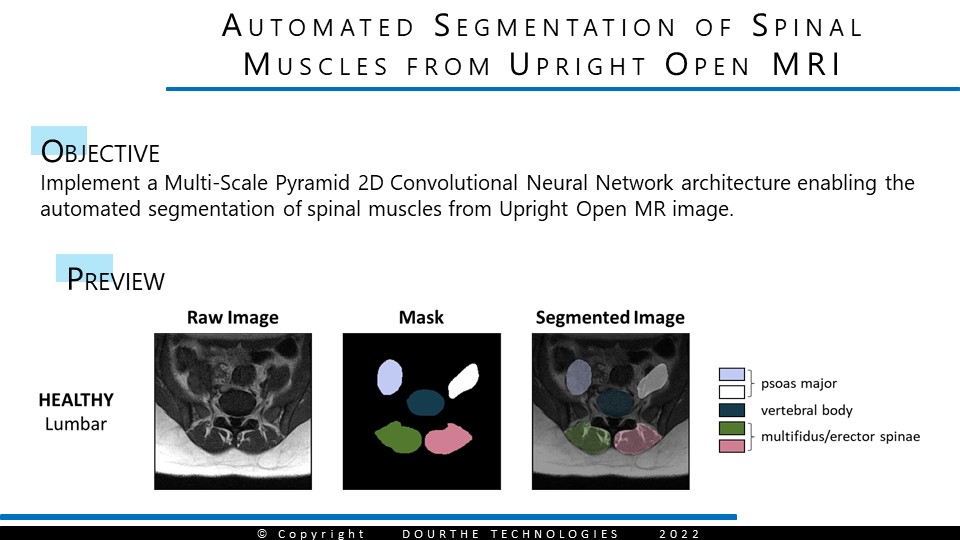 Automated Segmentation of Spinal
Muscles from Upright Open MRI
Objective
Implement a Multi-Scale Pyramid 2D Convolutional Neural Network architecture enabling the
automated segmentation of spinal muscles from Upright Open MR image.
Preview
Raw Image
Mask
Segmented Image
HEALTHY
Lumbar
psoas major
vertebral body
multifidus/erector spinae
© Copyright DOURTHE TECHNOLOGIES 2022